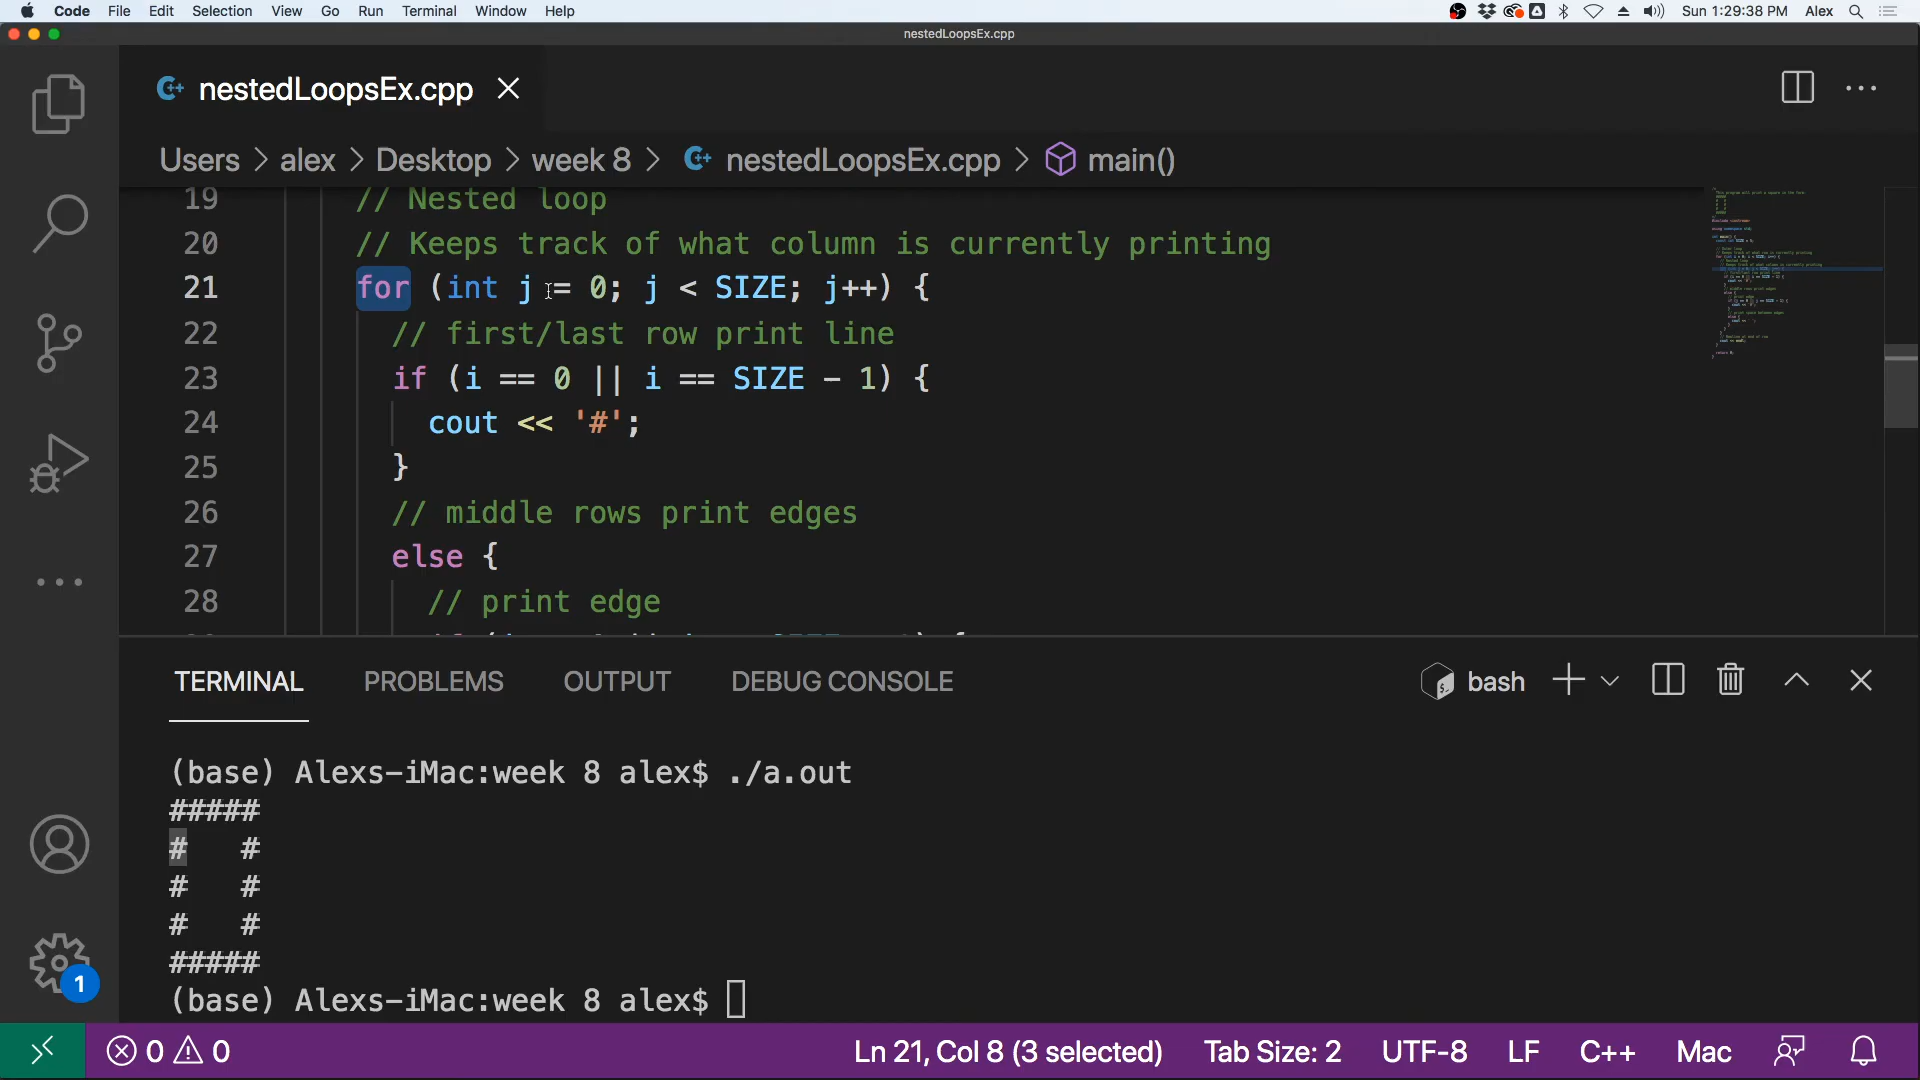 Code File Edit Selection View Go Run Terminal Window Help Sun 1:29:38 PM Alex
nestedLoopsEx.cpp
nestedLoopsEx.cpp
Users > alex > Desktop > week 8 > nestedLoopsEx.cpp > main()
19 // Nested loop
20 // Keeps track of what column is currently printing
21 for (int j = 0; j < SIZE; j++) {
22 // first/last row print line
23 if (i == 0 || i == SIZE - 1) {
24 cout << '#';
25 }
26 // middle rows print edges
27 else {
28 // print edge
TERMINAL PROBLEMS OUTPUT DEBUG CONSOLE bash
(base) Alexs-iMac:week 8 alex$ ./a.out
#####
#   #
#   #
#   #
#####
(base) Alexs-iMac:week 8 alex$
1
0 0 Ln 21, Col 8 (3 selected) Tab Size: 2 UTF-8 LF C++ Mac